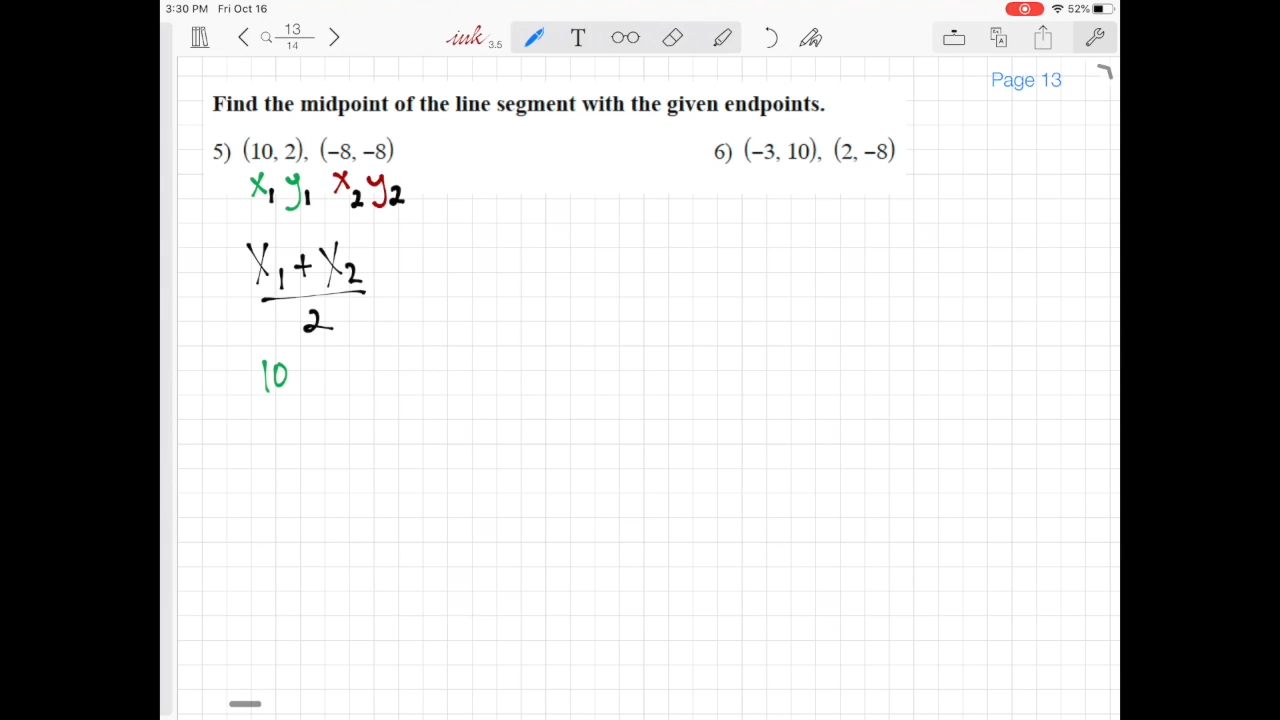 3:30 PM Fri Oct 16 52%
13
14
ink 3.5 T
Page 13
Find the midpoint of the line segment with the given endpoints.
5) (10, 2), (−8, −8) 6) (−3, 10), (2, −8)
x₁ y₁ x₂ y₂
x₁ + x₂
2
10